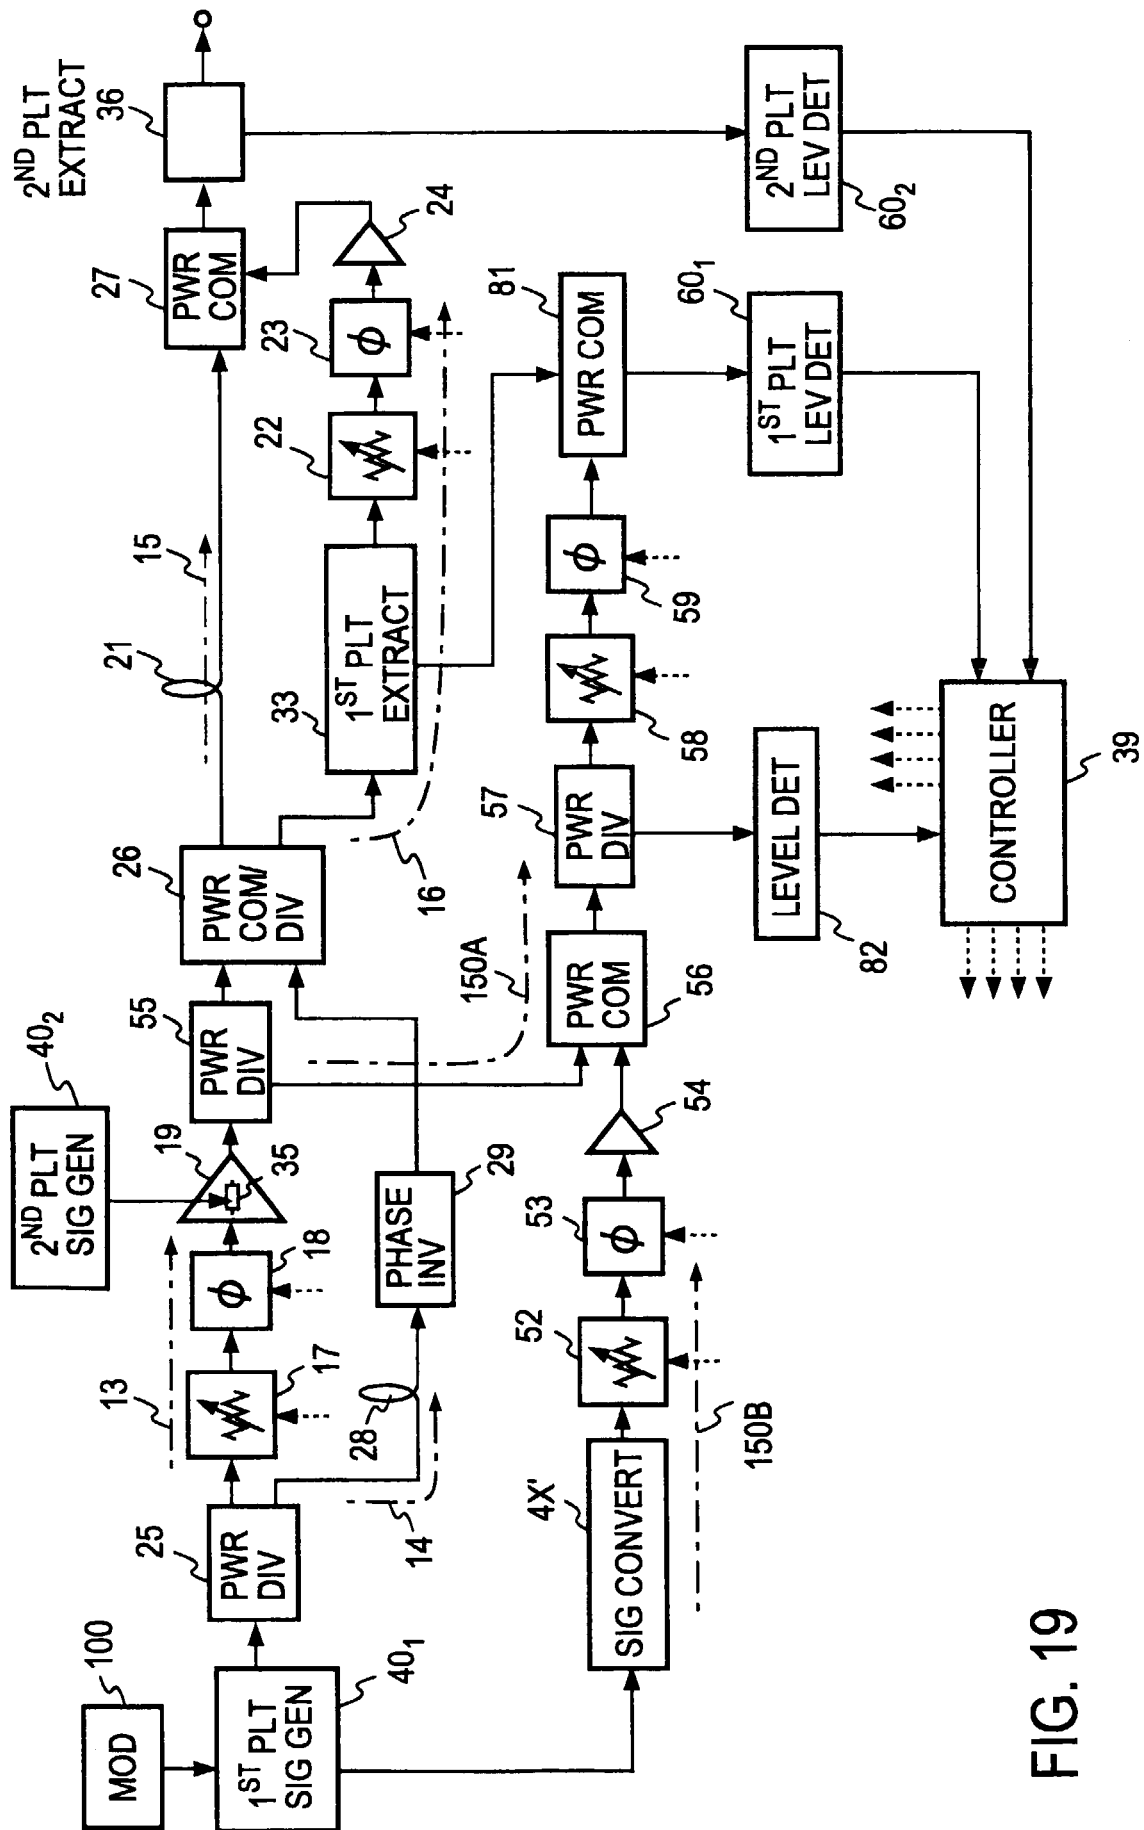 MOD
100
1ST PLT
SIG GEN
401
PWR
DIV
25
13
17
18
ϕ
19
35
2ND PLT
SIG GEN
402
PWR
DIV
55
14
28
PHASE
INV
29
PWR
COM/
DIV
26
21
15
16
33
1ST PLT
EXTRACT
22
23
ϕ
24
27
PWR
COM
2ND PLT
EXTRACT
36
SIG CONVERT
4X'
52
53
ϕ
54
150B
150A
PWR
COM
56
57
PWR
DIV
58
ϕ
59
81
PWR COM
LEVEL DET
82
1ST PLT
LEV DET
601
2ND PLT
LEV DET
602
CONTROLLER
39
FIG. 19